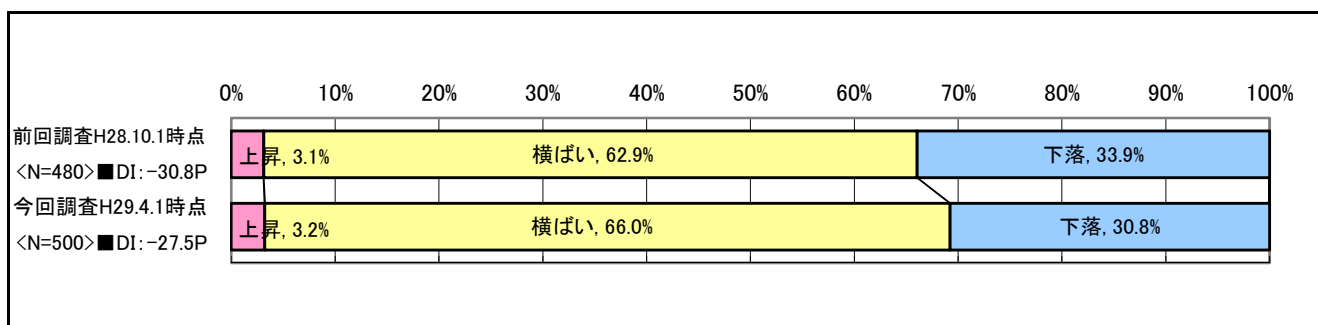 0% 10% 20% 30% 40% 50% 60% 70% 80% 90% 100%
前回調査H28.10.1時点
<N=480>■DI:-30.8P
上昇, 3.1% 横ばい, 62.9% 下落, 33.9%
今回調査H29.4.1時点
<N=500>■DI:-27.5P
上昇, 3.2% 横ばい, 66.0% 下落, 30.8%